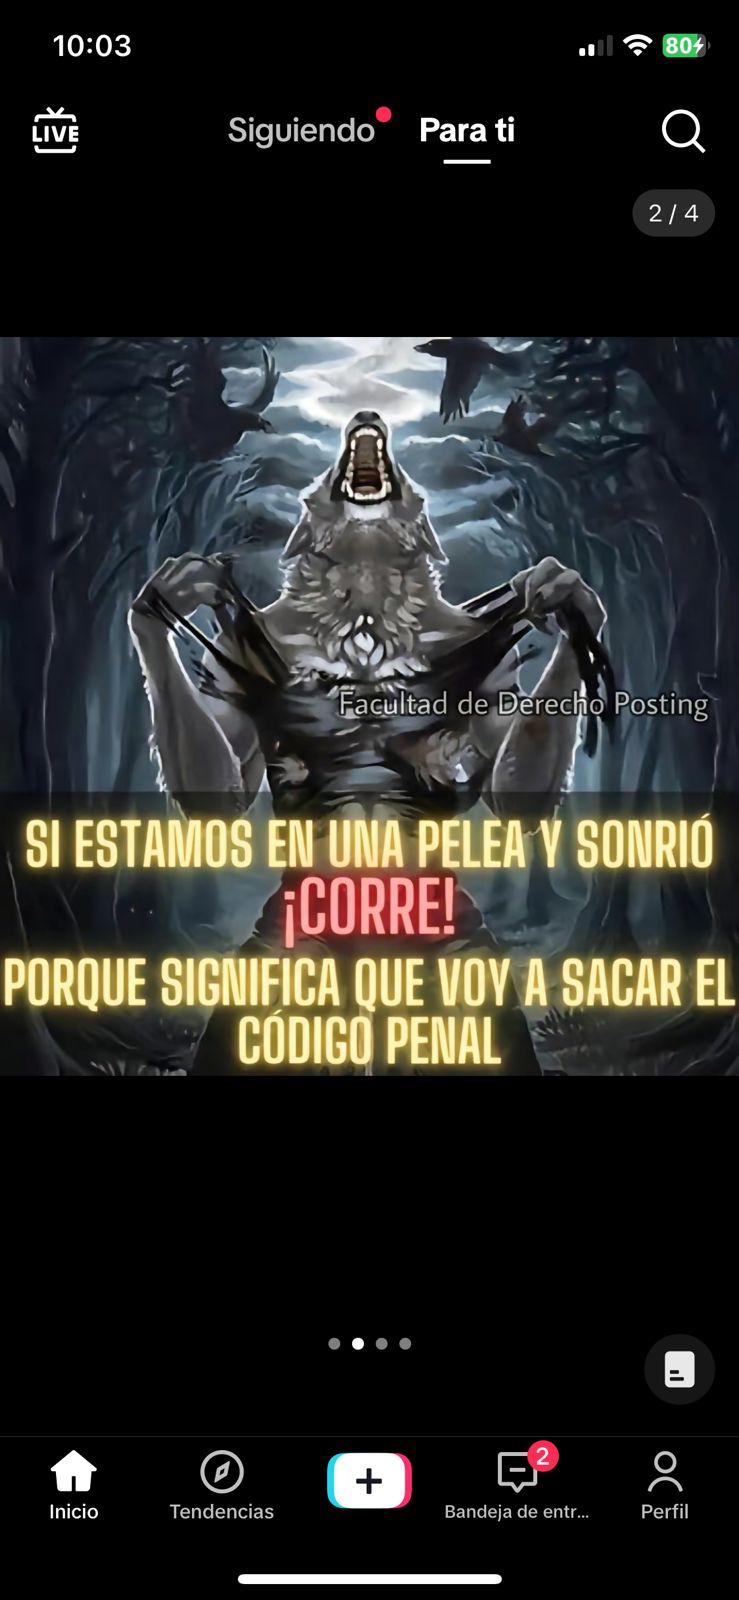 10:03
80
LIVE
Siguiendo
Para ti
2 / 4
Facultad de Derecho Posting
SI ESTAMOS EN UNA PELEA Y SONRIÓ
¡CORRE!
PORQUE SIGNIFICA QUE VOY A SACAR EL
CÓDIGO PENAL
2
Inicio
Tendencias
Bandeja de entr...
Perfil